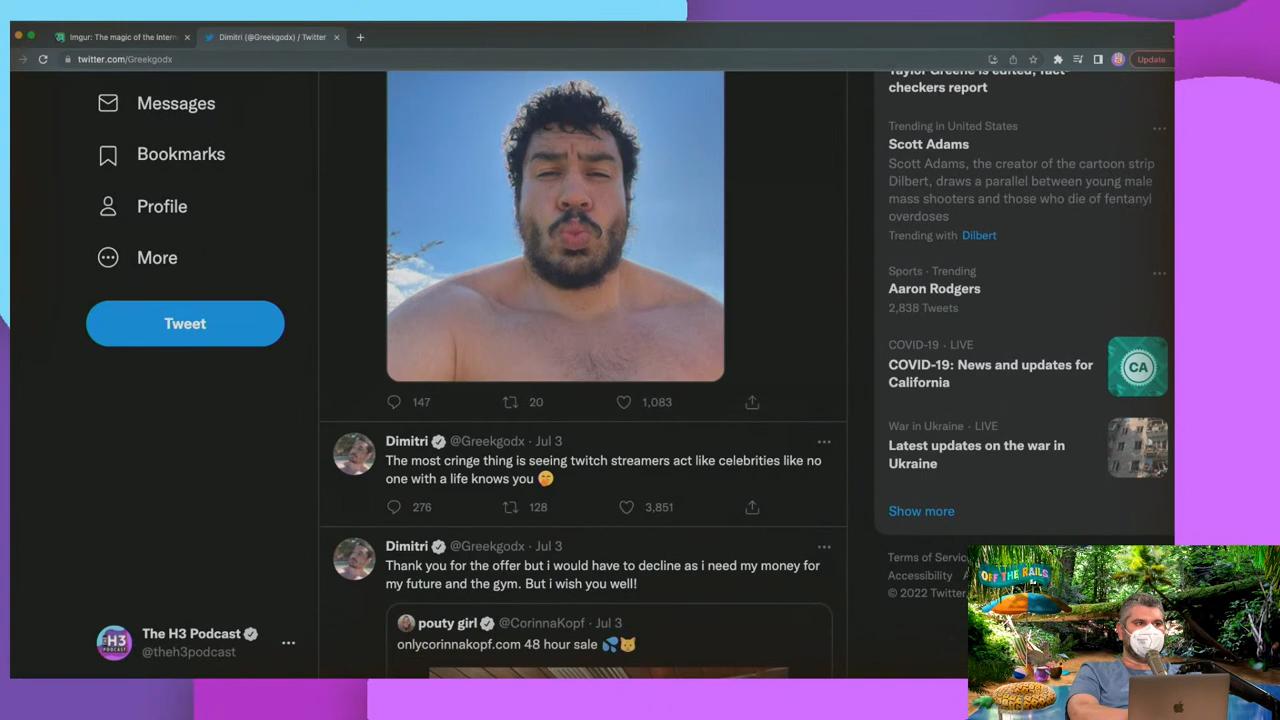 Imgur: The magic of the Intern
Dimitri (@Greekgodx) / Twitter
twitter.com/Greekgodx
Update
Messages
Bookmarks
Profile
More
Tweet
The H3 Podcast
@theh3podcast
H3
PODCAST
147
20
1,083
Dimitri @Greekgodx · Jul 3
The most cringe thing is seeing twitch streamers act like celebrities like no
one with a life knows you 🤭
276
128
3,851
Dimitri @Greekgodx · Jul 3
Thank you for the offer but i would have to decline as i need my money for
my future and the gym. But i wish you well!
pouty girl @CorinnaKopf · Jul 3
onlycorinnakopf.com 48 hour sale 💦😼
Taylor Greene is edited, fact-
checkers report
Trending in United States
Scott Adams
Scott Adams, the creator of the cartoon strip
Dilbert, draws a parallel between young male
mass shooters and those who die of fentanyl
overdoses
Trending with Dilbert
Sports · Trending
Aaron Rodgers
2,838 Tweets
COVID-19 · LIVE
COVID-19: News and updates for
California
CA
War in Ukraine · LIVE
Latest updates on the war in
Ukraine
Show more
Terms of Servic
Accessibility A
© 2022 Twitter
OFF THE RAILS